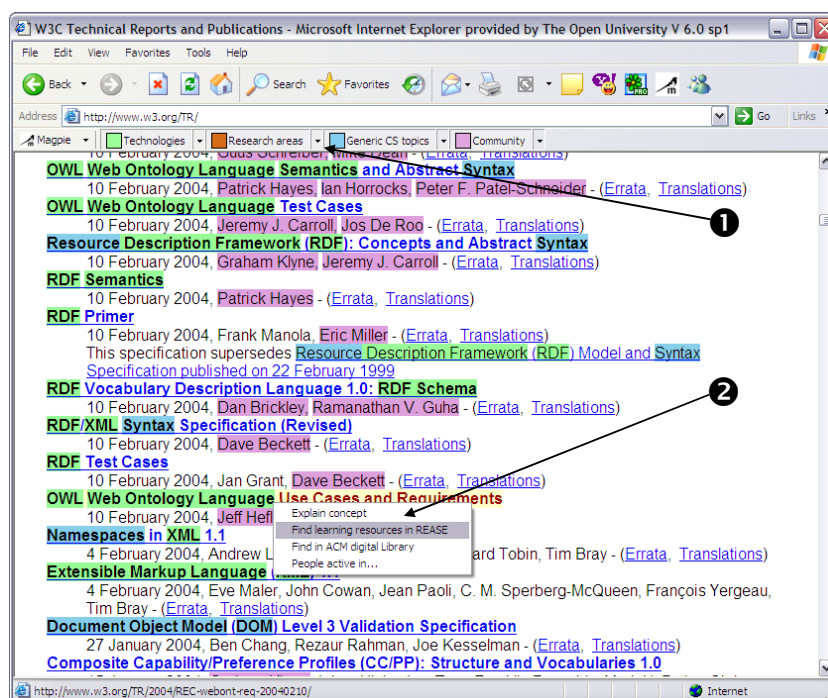 W3C Technical Reports and Publications - Microsoft Internet Explorer provided by The Open University V 6.0 sp1
File Edit View Favorites Tools Help
Back Search Favorites PRO
Address http://www.w3.org/TR/ Go Links
Magpie Technologies Research areas Generic CS topics Community
10 February 2004, Guus Schreiber, Mike Dean - (Errata, Translations)
OWL Web Ontology Language Semantics and Abstract Syntax
10 February 2004, Patrick Hayes, Ian Horrocks, Peter F. Patel-Schneider - (Errata, Translations)
OWL Web Ontology Language Test Cases
10 February 2004, Jeremy J. Carroll, Jos De Roo - (Errata, Translations)
1
Resource Description Framework (RDF): Concepts and Abstract Syntax
10 February 2004, Graham Klyne, Jeremy J. Carroll - (Errata, Translations)
RDF Semantics
10 February 2004, Patrick Hayes - (Errata, Translations)
RDF Primer
10 February 2004, Frank Manola, Eric Miller - (Errata, Translations)
This specification supersedes Resource Description Framework (RDF) Model and Syntax
Specification published on 22 February 1999
RDF Vocabulary Description Language 1.0: RDF Schema
2
10 February 2004, Dan Brickley, Ramanathan V. Guha - (Errata, Translations)
RDF/XML Syntax Specification (Revised)
10 February 2004, Dave Beckett - (Errata, Translations)
RDF Test Cases
10 February 2004, Jan Grant, Dave Beckett - (Errata, Translations)
OWL Web Ontology Language Use Cases and Requirements
10 February 2004, Jeff Hefl
Explain concept
Find learning resources in REASE
Find in ACM digital Library
People active in...
Namespaces in XML 1.1
4 February 2004, Andrew L ard Tobin, Tim Bray - (Errata, Translations)
Extensible Markup Language
4 February 2004, Eve Maler, John Cowan, Jean Paoli, C. M. Sperberg-McQueen, François Yergeau,
Tim Bray - (Errata, Translations)
Document Object Model (DOM) Level 3 Validation Specification
27 January 2004, Ben Chang, Rezaur Rahman, Joe Kesselman - (Errata, Translations)
Composite Capability/Preference Profiles (CC/PP): Structure and Vocabularies 1.0
http://www.w3.org/TR/2004/REC-webont-req-20040210/ Internet